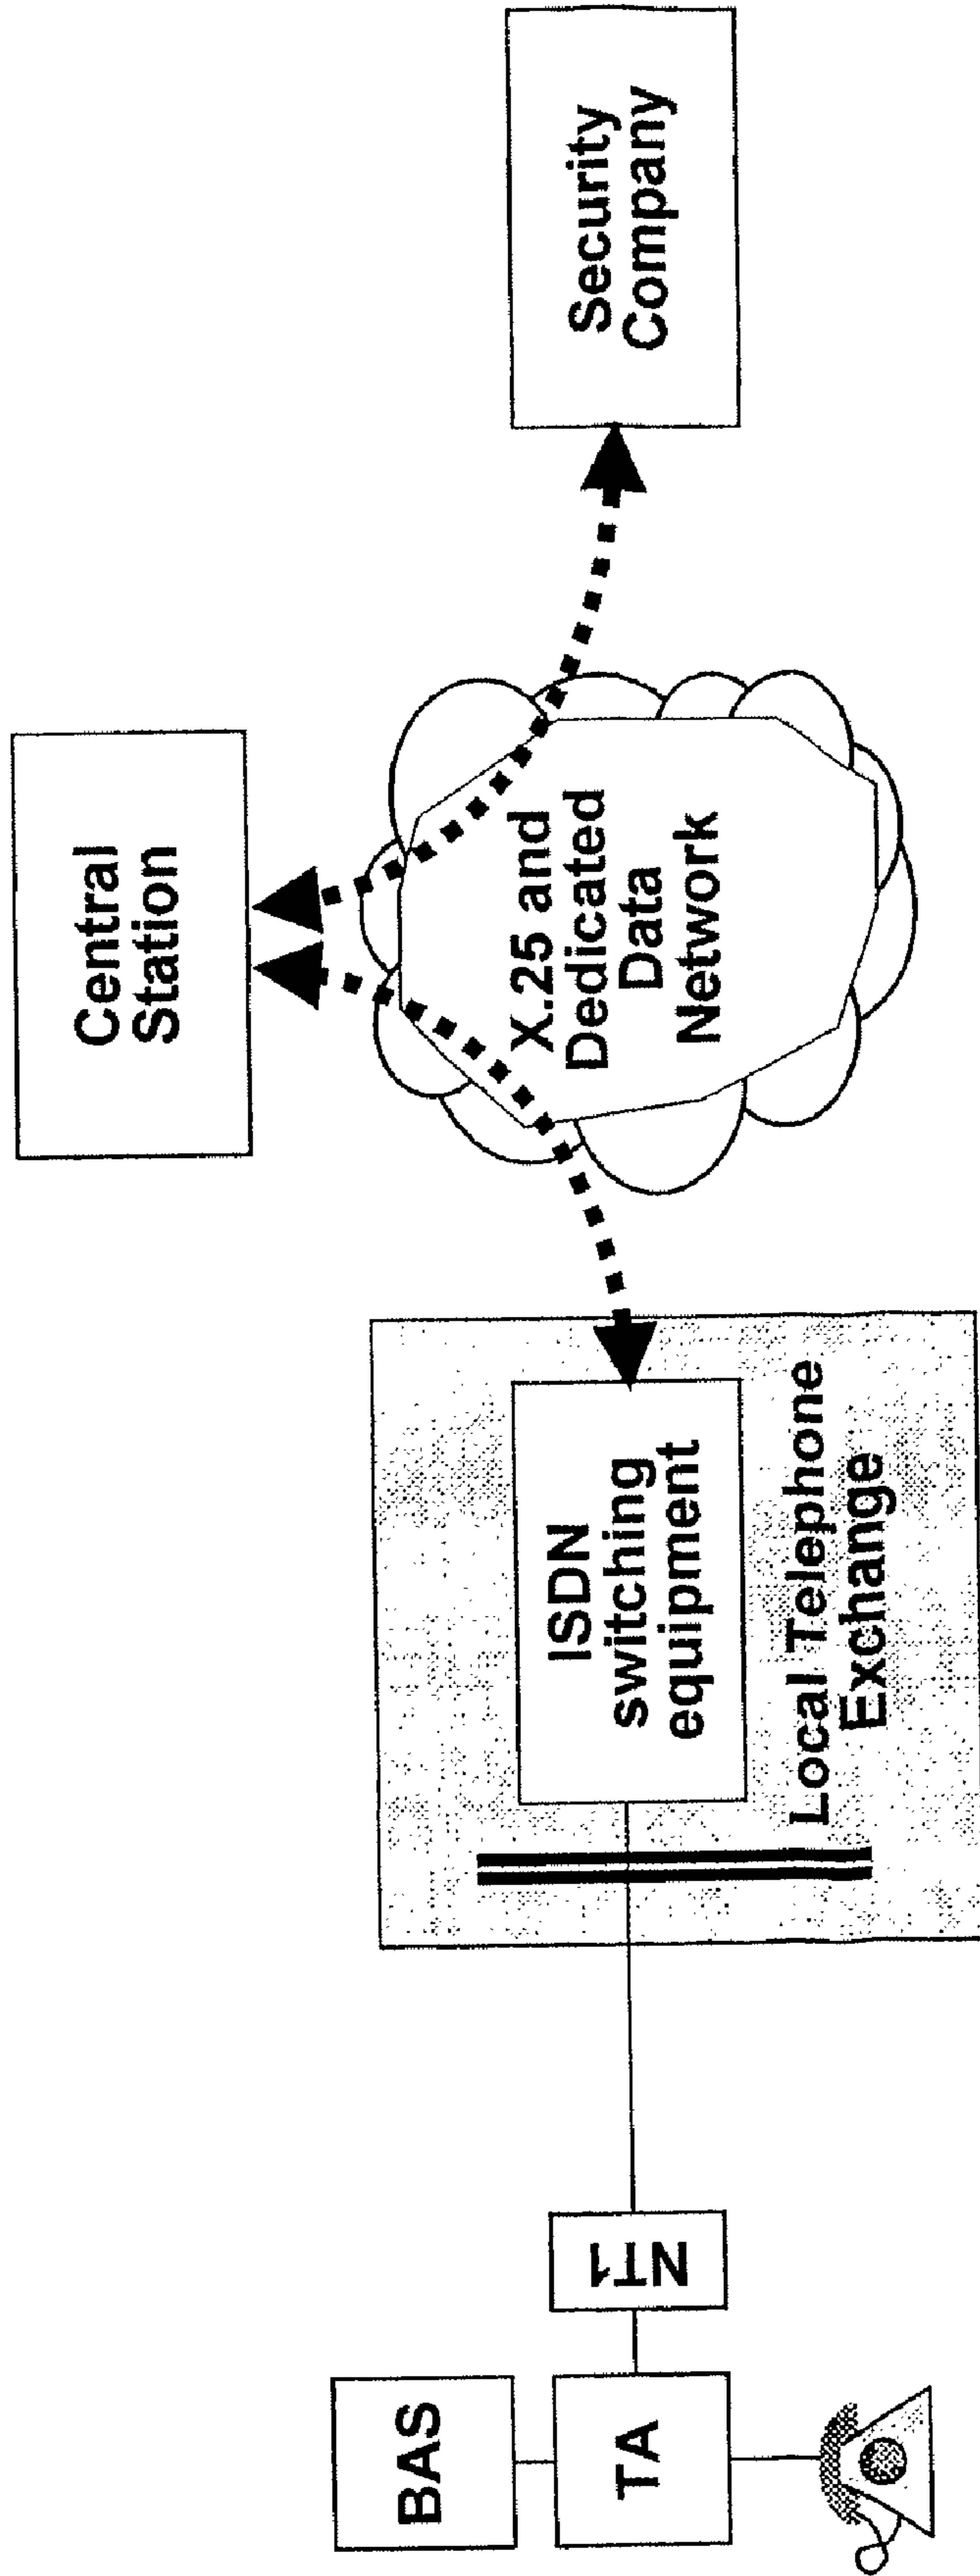 BAS
TA
NT1
ISDN
switching
equipment
Local Telephone
Exchange
Central
Station
X.25 and
Dedicated
Data
Network
Security
Company